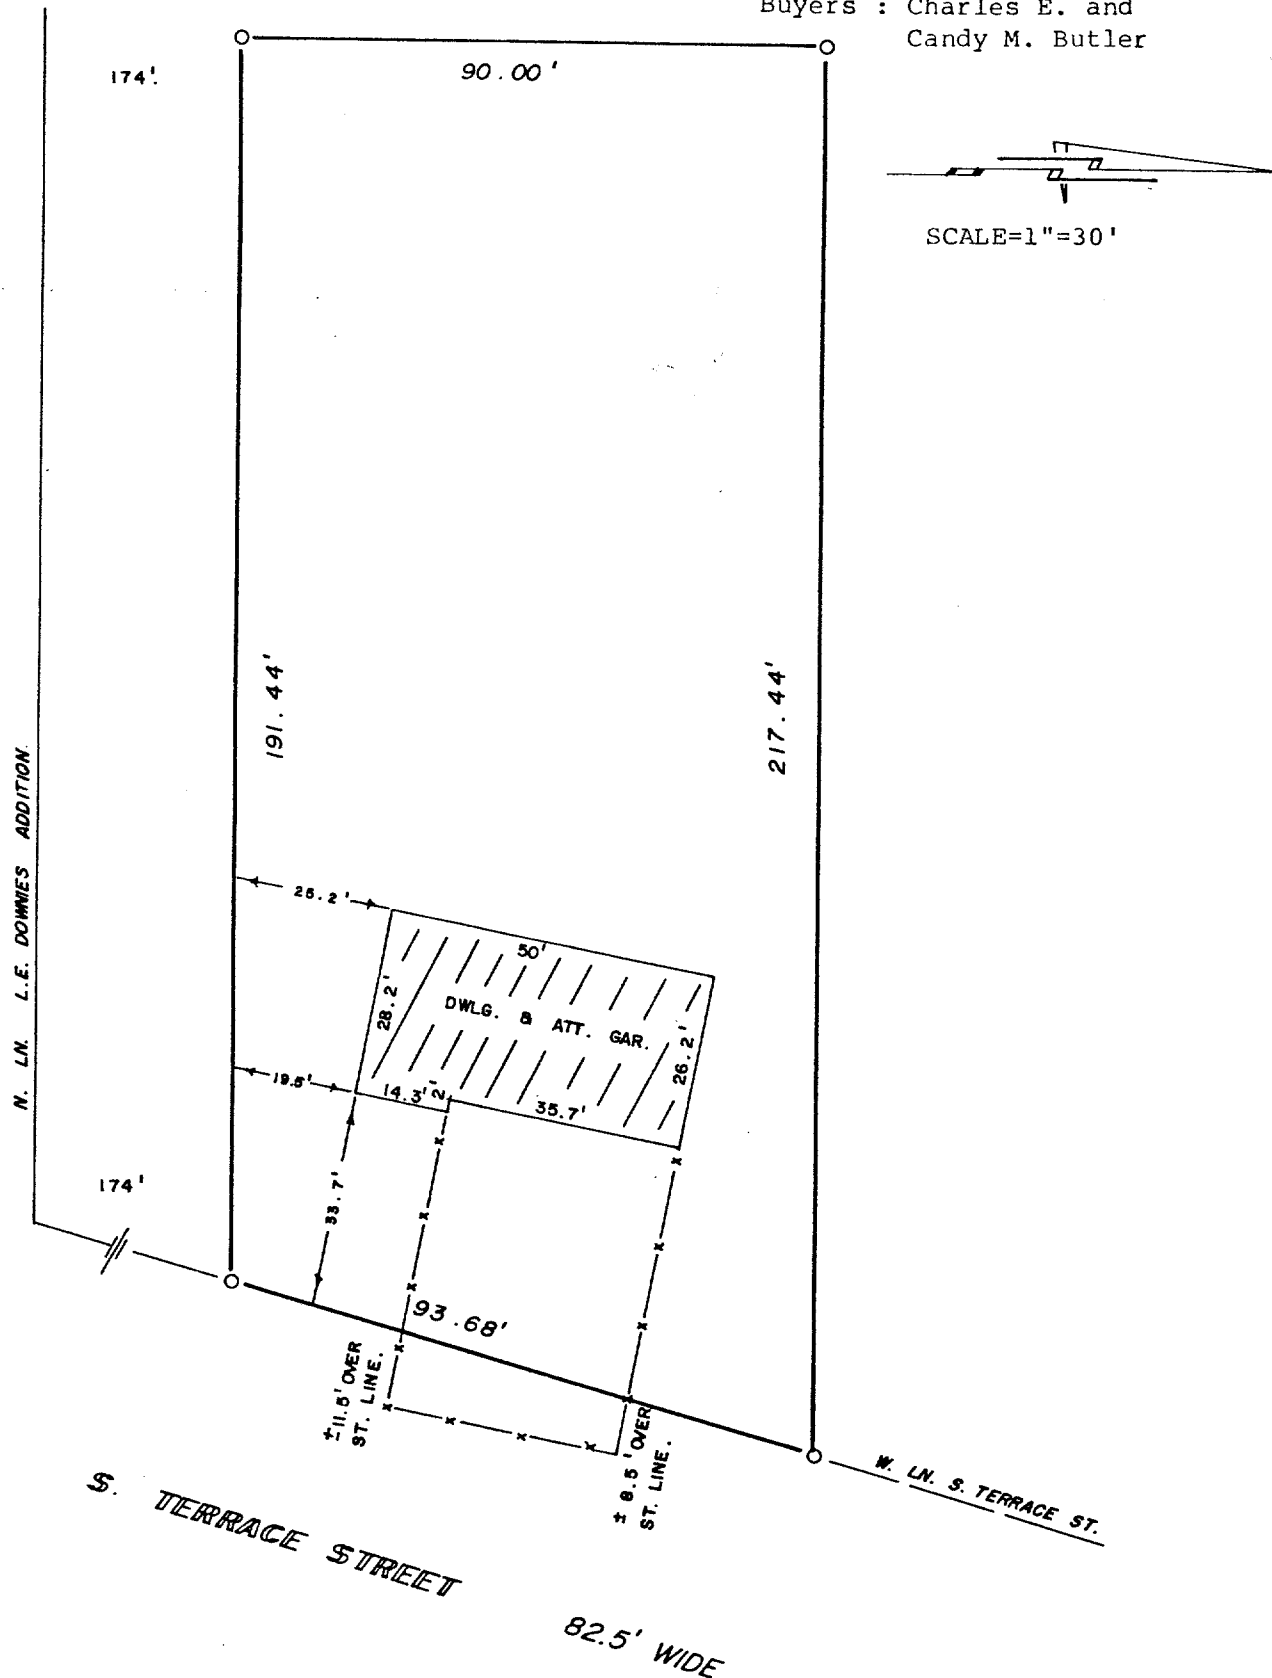 Buyers : Charles E. and
Candy M. Butler
174'.
90.00'
SCALE=1"=30'
191.44'
217.44'
N. LN. L.E. DOWNIES ADDITION.
25.2'
50'
28.2'
DWLG. & ATT. GAR.
26.2'
19.5'
14.3'
2'
35.7'
174'
33.7'
93.68'
±11.5' OVER
ST. LINE.
± 8.5' OVER
ST. LINE.
W. LN. S. TERRACE ST.
S. TERRACE STREET
82.5' WIDE